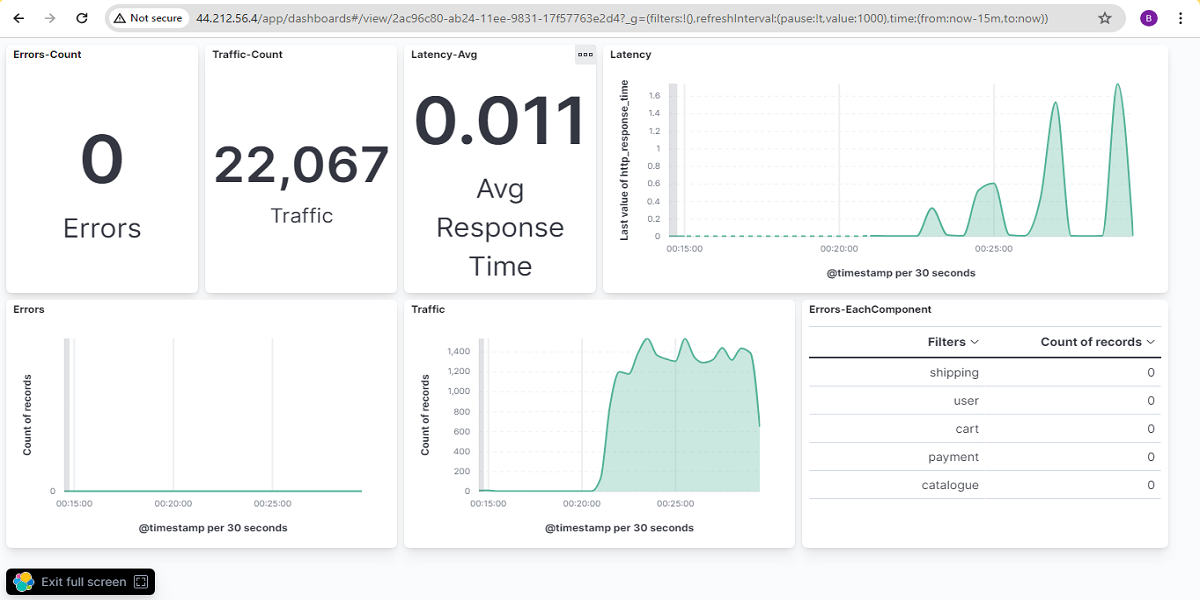 Not secure
44.212.56.4/app/dashboards#/view/2ac96c80-ab24-11ee-9831-17f57763e2d4?_g=(filters:!(),refreshInterval:(pause:!t,value:1000),time:(from:now-15m,to:now))
B
Errors-Count
0
Errors
Traffic-Count
22,067
Traffic
Latency-Avg
0.011
Avg
Response
Time
Latency
Last value of http_response_time
1.6
1.4
1.2
1
0.8
0.6
0.4
0.2
0
00:15:00 00:20:00 00:25:00
@timestamp per 30 seconds
Errors
Count of records
0
00:15:00 00:20:00 00:25:00
@timestamp per 30 seconds
Traffic
Count of records
1,400
1,200
1,000
800
600
400
200
0
00:15:00 00:20:00 00:25:00
@timestamp per 30 seconds
Errors-EachComponent
Filters Count of records
shipping 0
user 0
cart 0
payment 0
catalogue 0
Exit full screen